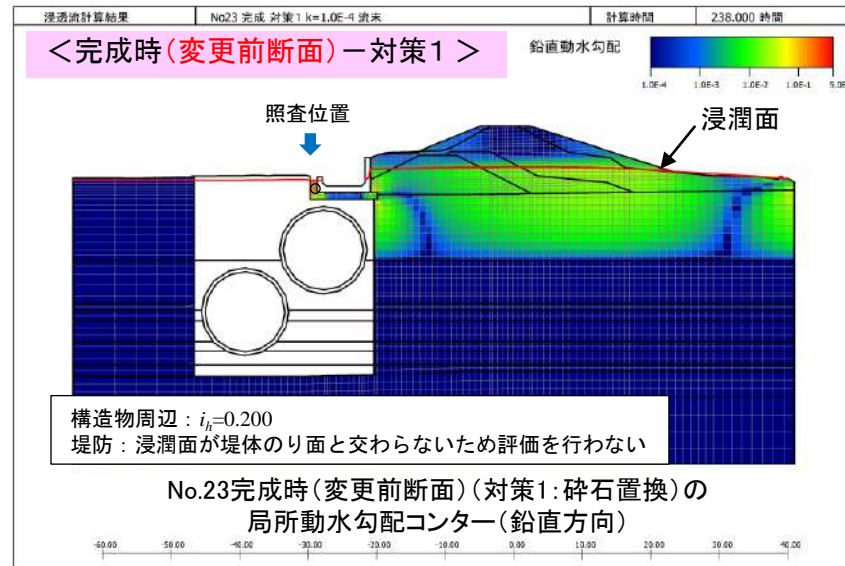 浸透流計算結果 No23 完成 対策1 k=1.0E-4 流末 計算時間 238.000 時間
＜完成時(変更前断面)－対策1 ＞
鉛直動水勾配
1.0E-4 1.0E-3 1.0E-2 1.0E-1 5.0E
照査位置
浸潤面
構造物周辺：ih=0.200
堤防：浸潤面が堤体のり面と交わらないため評価を行わない
No.23完成時(変更前断面)(対策1:砕石置換)の
局所動水勾配コンター(鉛直方向)
-60.00 -50.00 -40.00 -30.00 -20.00 -10.00 0.00 10.00 20.00 30.00 40.00